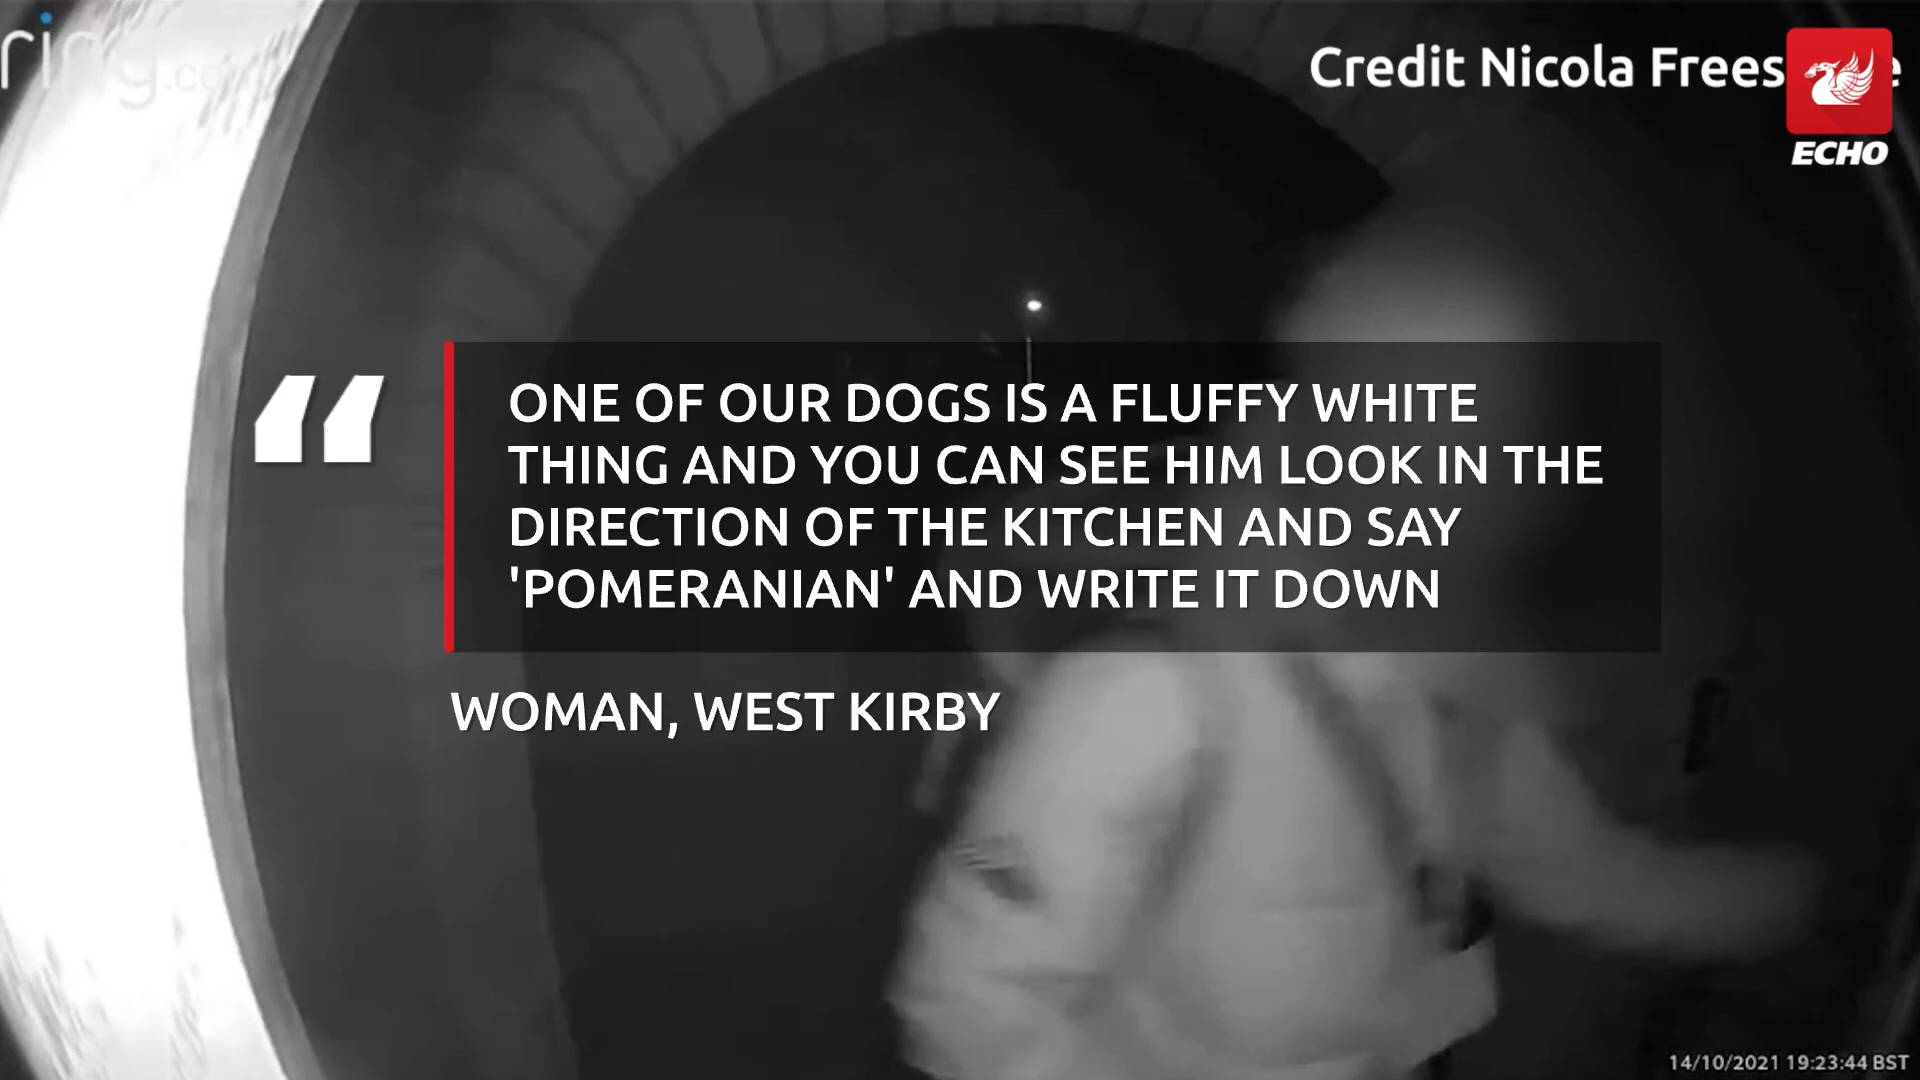 ring.com
Credit Nicola Frees
ECHO
“
ONE OF OUR DOGS IS A FLUFFY WHITE
THING AND YOU CAN SEE HIM LOOK IN THE
DIRECTION OF THE KITCHEN AND SAY
'POMERANIAN' AND WRITE IT DOWN
WOMAN, WEST KIRBY
14/10/2021 19:23:44 BST